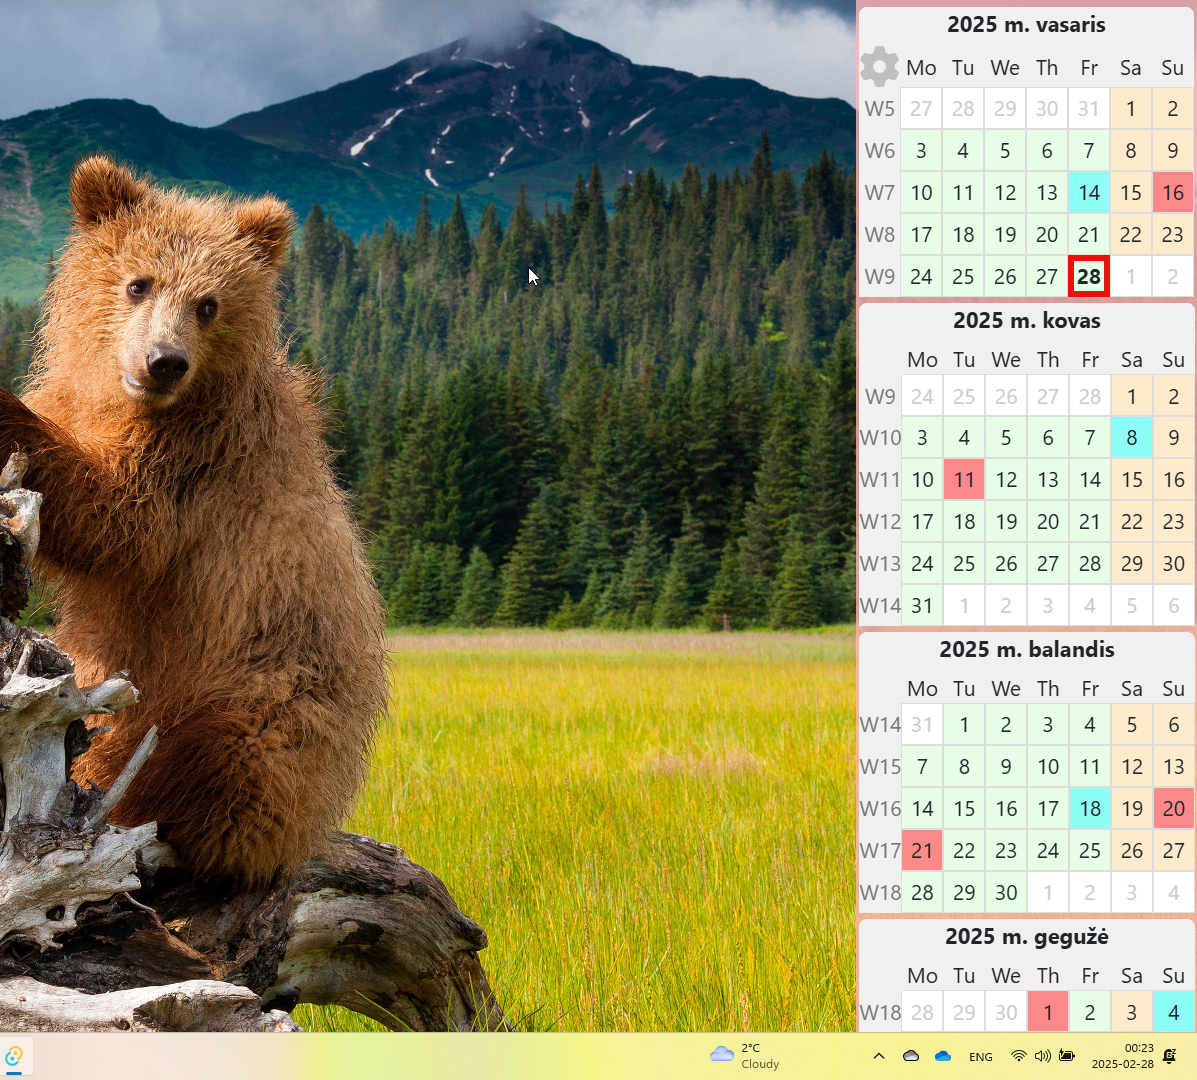 2025 m. vasaris
Mo Tu We Th Fr Sa Su
W5 27 28 29 30 31 1 2
W6 3 4 5 6 7 8 9
W7 10 11 12 13 14 15 16
W8 17 18 19 20 21 22 23
W9 24 25 26 27 28 1 2
2025 m. kovas
Mo Tu We Th Fr Sa Su
W9 24 25 26 27 28 1 2
W10 3 4 5 6 7 8 9
W11 10 11 12 13 14 15 16
W12 17 18 19 20 21 22 23
W13 24 25 26 27 28 29 30
W14 31 1 2 3 4 5 6
2025 m. balandis
Mo Tu We Th Fr Sa Su
W14 31 1 2 3 4 5 6
W15 7 8 9 10 11 12 13
W16 14 15 16 17 18 19 20
W17 21 22 23 24 25 26 27
W18 28 29 30 1 2 3 4
2025 m. gegužė
Mo Tu We Th Fr Sa Su
W18 28 29 30 1 2 3 4
2°C
Cloudy
ENG
00:23
2025-02-28